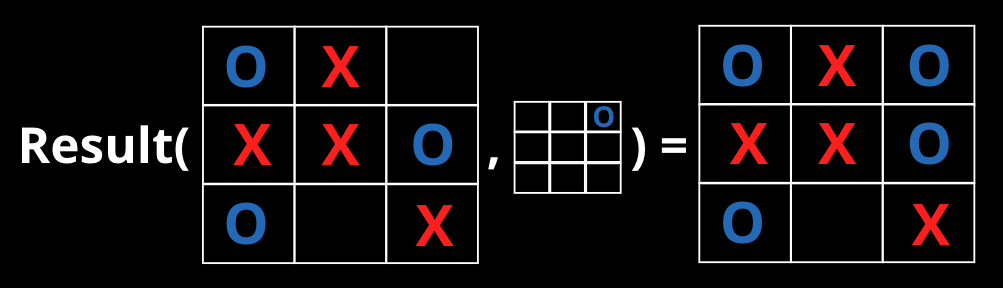 O X
Result( X X O , O ) =
O X
O X O
X X O
O X